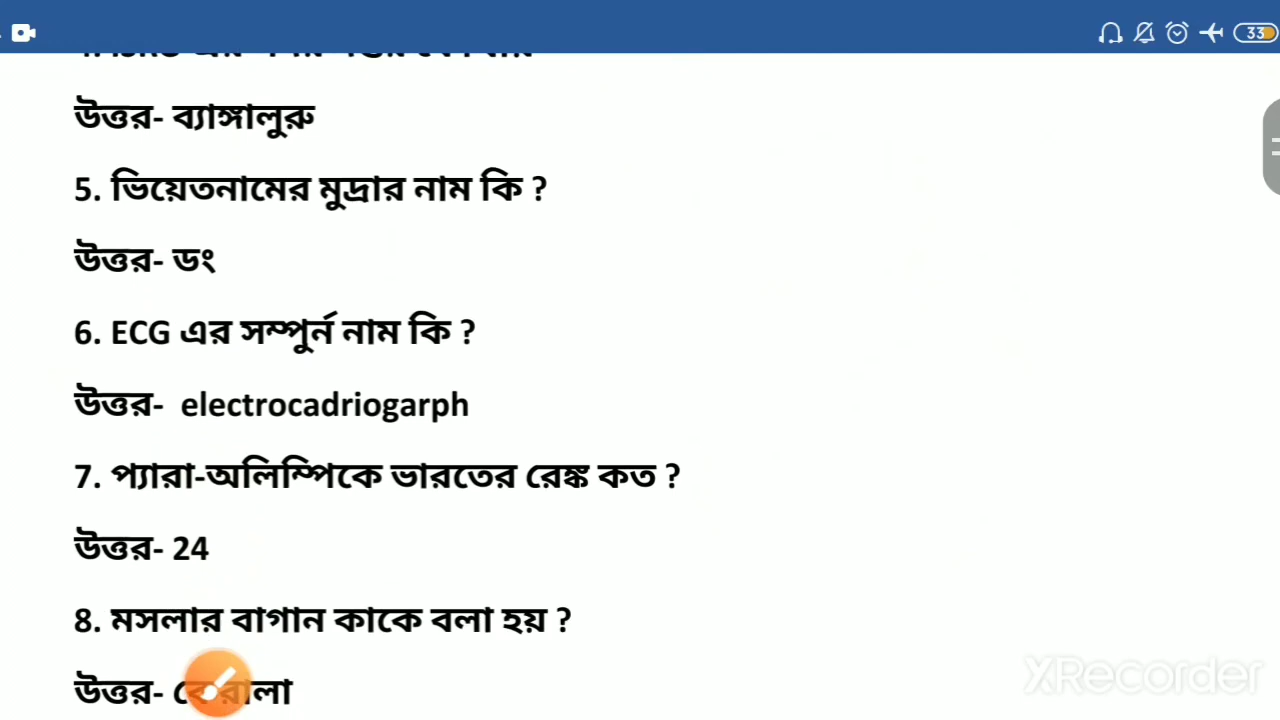 33
উত্তর- ব্যাঙ্গালুরু
5. ভিয়েতনামের মুদ্রার নাম কি ?
উত্তর- ডং
6. ECG এর সম্পুর্ন নাম কি ?
উত্তর- electrocadriogarph
7. প্যারা-অলিম্পিকে ভারতের রেঙ্ক কত ?
উত্তর- 24
8. মসলার বাগান কাকে বলা হয় ?
উত্তর- কেরালা
XRecorder